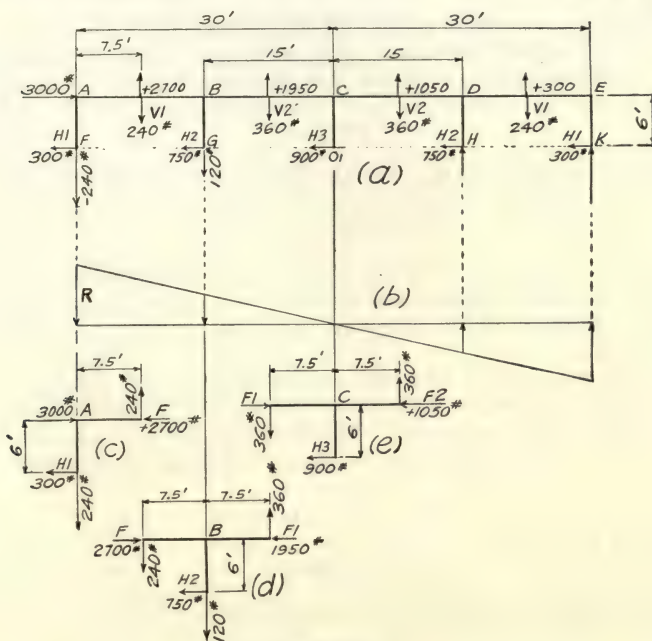 30' 30'
7.5' 15' 15
3000# A +2700 B +1950 C +1050 D +300 E
V1 V2' V2 V1
240# 360# 360# 240#
6'
H1 F H2 G H3 O1 H2 H H1 K
300# 750# 900# 750# 300#
-240# 120#
(a)
R
(b)
7.5' 7.5' 7.5'
240# 360#
3000# A F F1 C F2
+2700# +1050#
6' (c) 360# 6' (e)
H1 H3
300# 900#
240#
7.5' 7.5' 360#
F B F1
2700# 1950#
240# 6'
H2 (d)
750#
120#